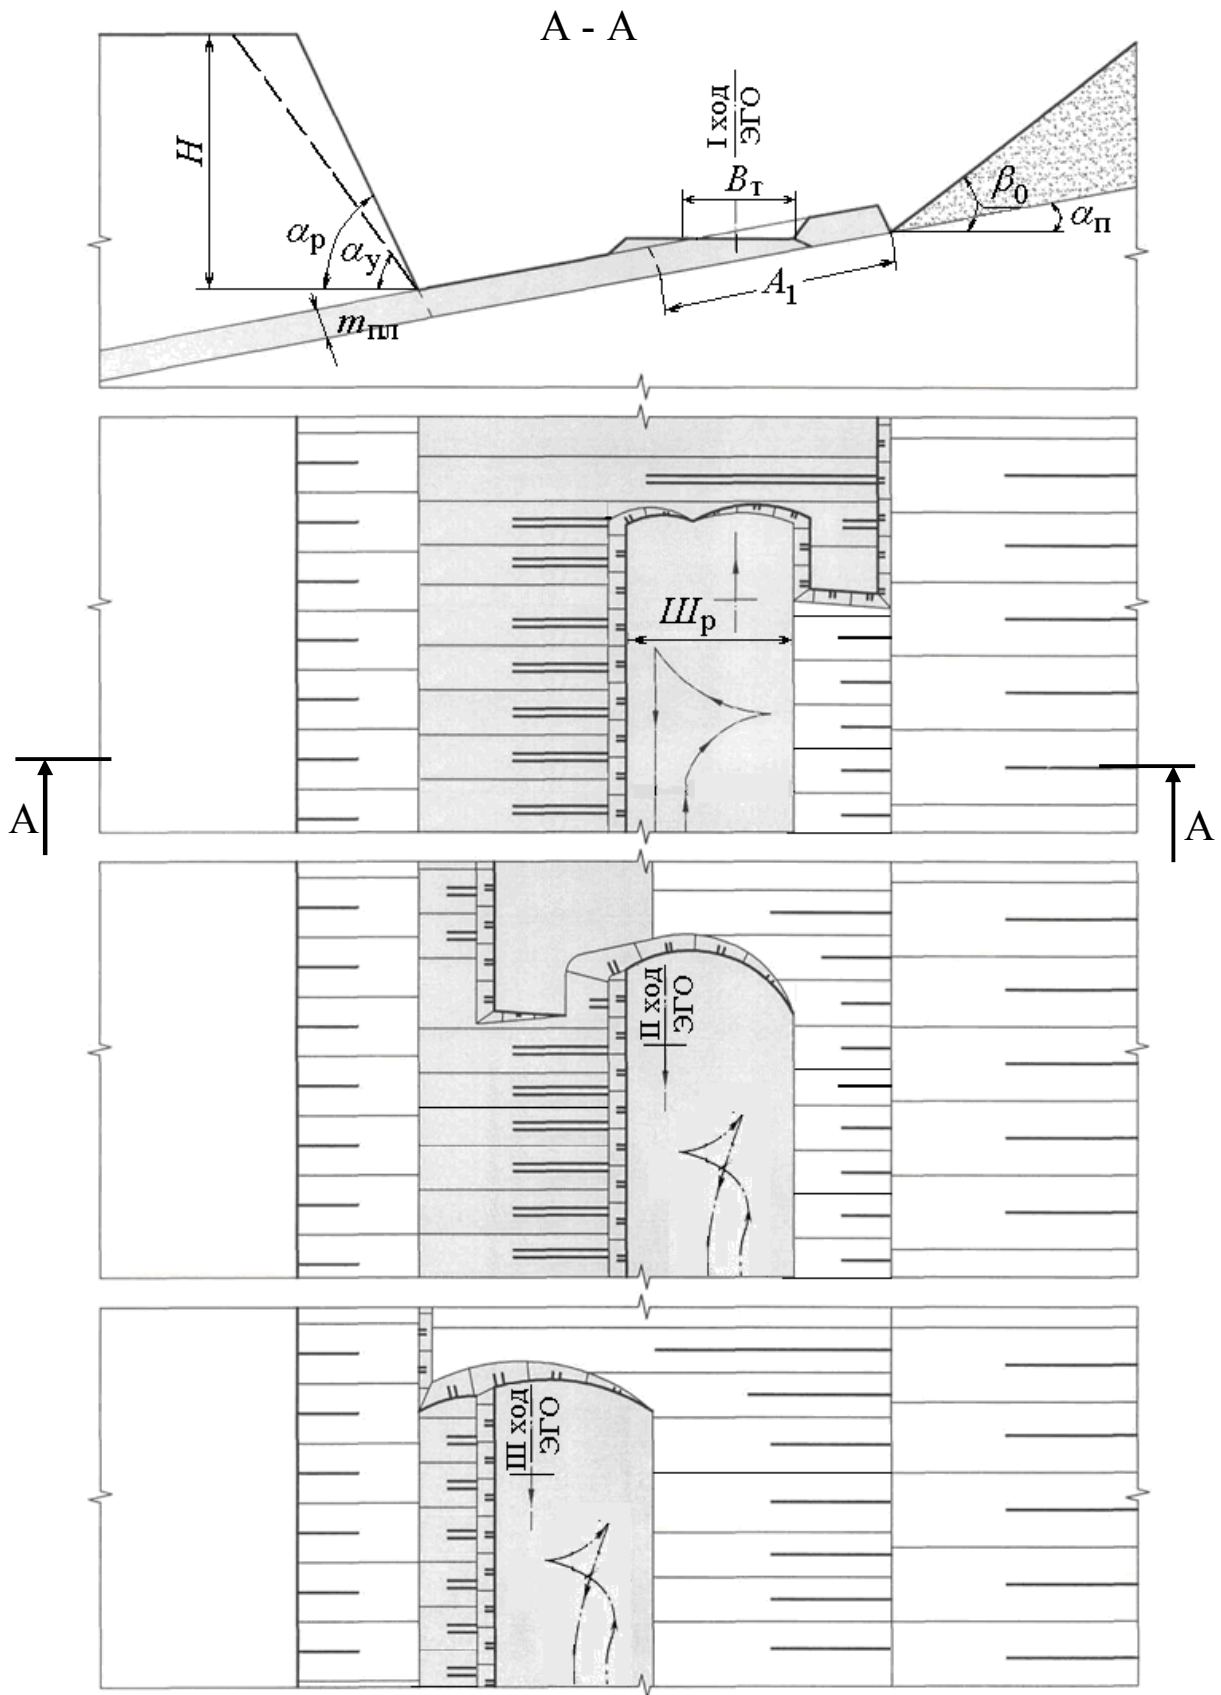 А - А
ЭГО
ход I
H
Bт
β0
αр
αу
αп
A1
mпл
Шр
А
А
ЭГО
ход II
ЭГО
ход III